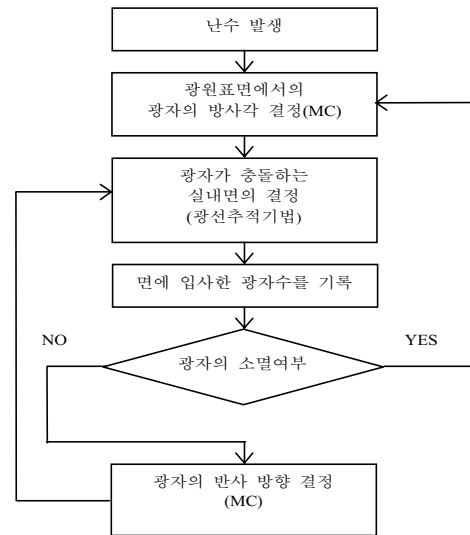 난수 발생
광원표면에서의
광자의 방사각 결정(MC)
광자가 충돌하는
실내면의 결정
(광선추적기법)
면에 입사한 광자수를 기록
NO
YES
광자의 소멸여부
광자의 반사 방향 결정
(MC)